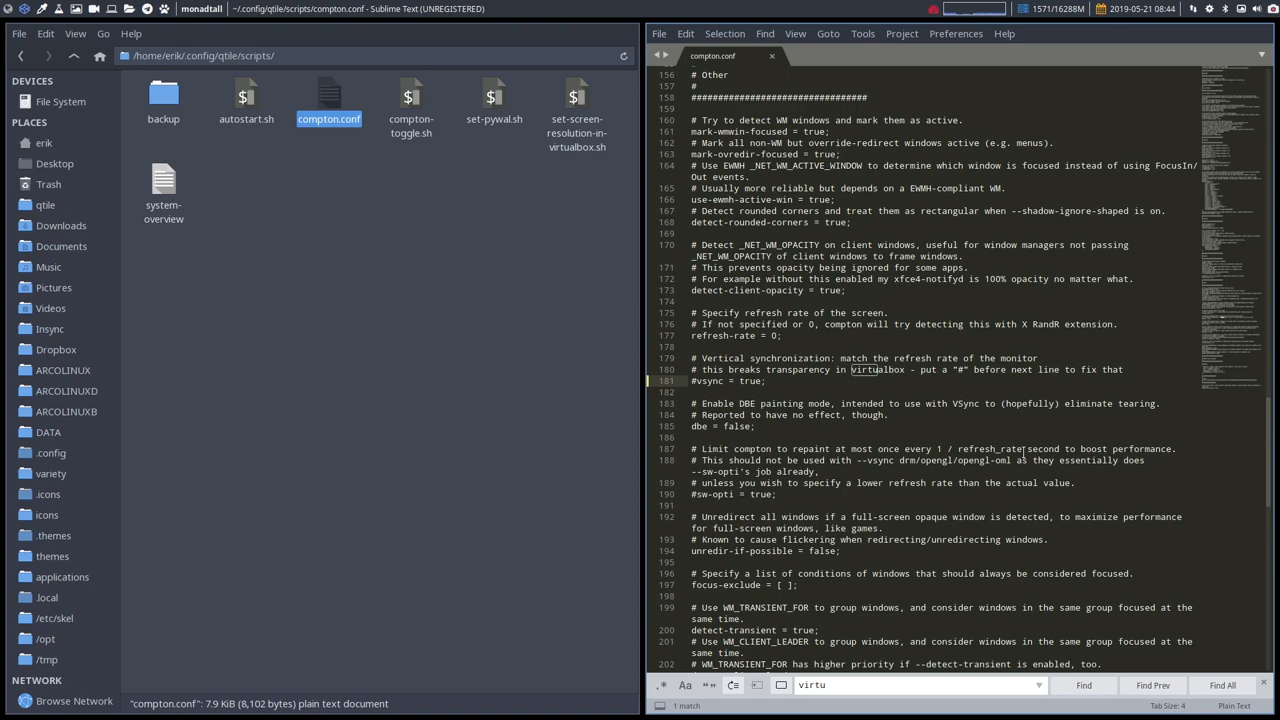 monadtall
~/.config/qtile/scripts/compton.conf - Sublime Text (UNREGISTERED)
1571/16288M
2019-05-21 08:44
File Edit View Go Help
/home/erik/.config/qtile/scripts/
DEVICES
File System
PLACES
erik
Desktop
Trash
qtile
Downloads
Documents
Music
Pictures
Videos
Insync
Dropbox
ARCOLINUX
ARCOLINUXD
ARCOLINUXB
DATA
.config
variety
.icons
icons
.themes
themes
applications
.local
/etc/skel
/opt
/tmp
NETWORK
Browse Network
backup
autostart.sh
compton.conf
compton-
toggle.sh
set-pywal.sh
set-screen-
resolution-in-
virtualbox.sh
system-
overview
"compton.conf": 7.9 KiB (8,102 bytes) plain text document
File Edit Selection Find View Goto Tools Project Preferences Help
compton.conf
156 # Other
157 #
158 #################################
159
160 # Try to detect WM windows and mark them as active.
161 mark-wmwin-focused = true;
162 # Mark all non-WM but override-redirect windows active (e.g. menus).
163 mark-ovredir-focused = true;
164 # Use EWMH _NET_WM_ACTIVE_WINDOW to determine which window is focused instead of using FocusIn/
Out events.
165 # Usually more reliable but depends on a EWMH-compliant WM.
166 use-ewmh-active-win = true;
167 # Detect rounded corners and treat them as rectangular when --shadow-ignore-shaped is on.
168 detect-rounded-corners = true;
169
170 # Detect _NET_WM_OPACITY on client windows, useful for window managers not passing
_NET_WM_OPACITY of client windows to frame windows.
171 # This prevents opacity being ignored for some apps.
172 # For example without this enabled my xfce4-notifyd is 100% opacity no matter what.
173 detect-client-opacity = true;
174
175 # Specify refresh rate of the screen.
176 # If not specified or 0, compton will try detecting this with X RandR extension.
177 refresh-rate = 0;
178
179 # Vertical synchronization: match the refresh rate of the monitor
180 # this breaks transparency in virtualbox - put a "#" before next line to fix that
181 #vsync = true;
182
183 # Enable DBE painting mode, intended to use with VSync to (hopefully) eliminate tearing.
184 # Reported to have no effect, though.
185 dbe = false;
186
187 # Limit compton to repaint at most once every 1 / refresh_rate second to boost performance.
188 # This should not be used with --vsync drm/opengl/opengl-oml as they essentially does
--sw-opti's job already,
189 # unless you wish to specify a lower refresh rate than the actual value.
190 #sw-opti = true;
191
192 # Unredirect all windows if a full-screen opaque window is detected, to maximize performance
for full-screen windows, like games.
193 # Known to cause flickering when redirecting/unredirecting windows.
194 unredir-if-possible = false;
195
196 # Specify a list of conditions of windows that should always be considered focused.
197 focus-exclude = [ ];
198
199 # Use WM_TRANSIENT_FOR to group windows, and consider windows in the same group focused at the
same time.
200 detect-transient = true;
201 # Use WM_CLIENT_LEADER to group windows, and consider windows in the same group focused at the
same time.
202 # WM_TRANSIENT_FOR has higher priority if --detect-transient is enabled, too.
virtu
Find Find Prev Find All
1 match
Tab Size: 4 Plain Text